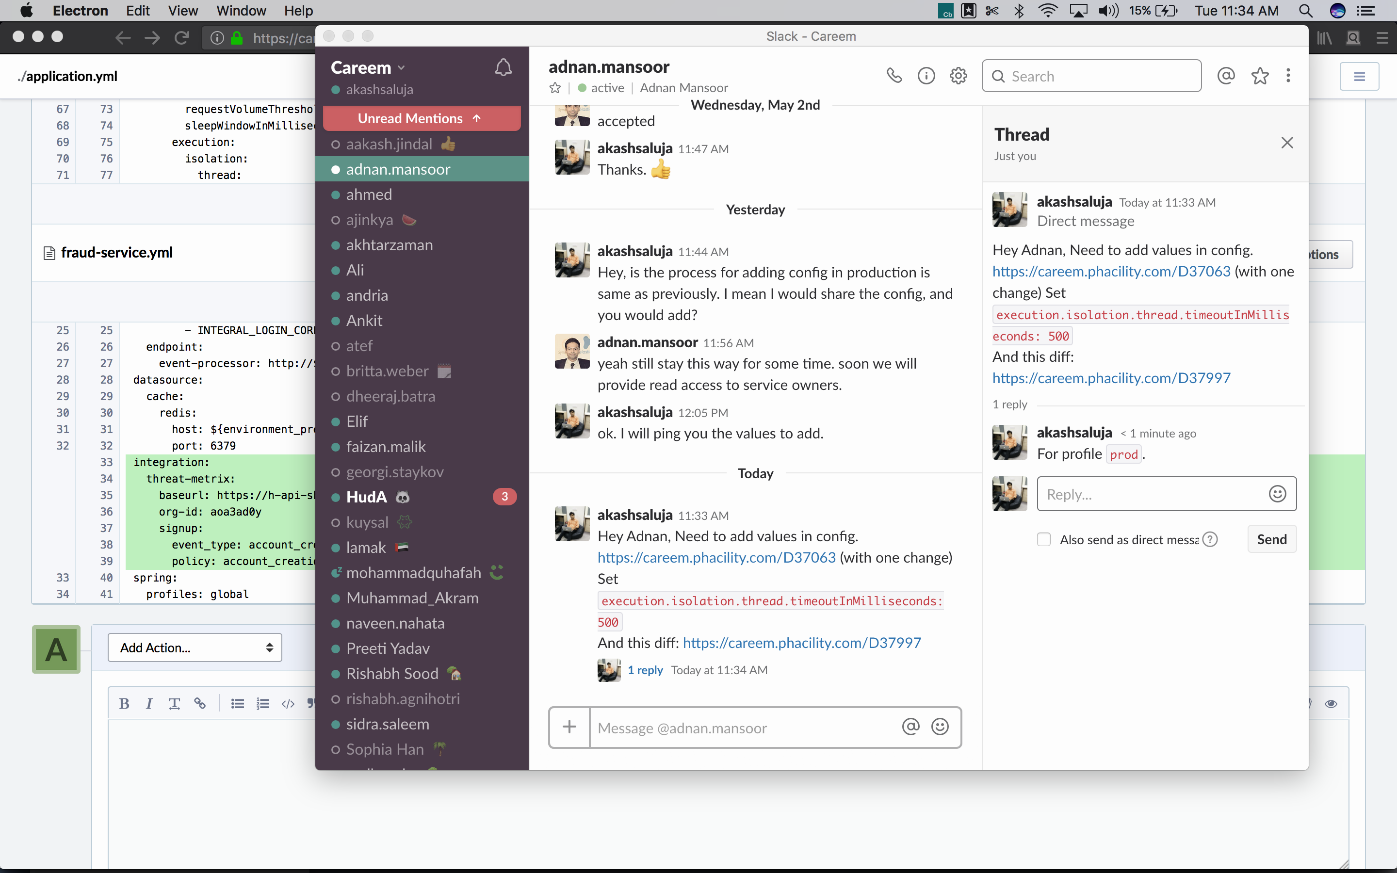 Electron Edit View Window Help
15% Tue 11:34 AM
https://ca
Slack - Careem
./application.yml
67 73 requestVolumeThresho
68 74 sleepWindowInMillisec
69 75 execution:
70 76 isolation:
71 77 thread:
fraud-service.yml
ptions
25 25 - INTEGRAL_LOGIN_COR
26 26 endpoint:
27 27 event-processor: http://
28 28 datasource:
29 29 cache:
30 30 redis:
31 31 host: ${environment_pr
32 32 port: 6379
33 integration:
34 threat-metrix:
35 baseurl: https://h-api-s
36 org-id: aoa3ad0y
37 signup:
38 event_type: account_cr
39 policy: account_creati
33 40 spring:
34 41 profiles: global
A
Add Action...
B I T
Careem
akashsaluja
Unread Mentions ↑
aakash.jindal
adnan.mansoor
ahmed
ajinkya
akhtarzaman
Ali
andria
Ankit
atef
britta.weber
dheeraj.batra
Elif
faizan.malik
georgi.staykov
HudA 3
kuysal
lamak
mohammadquhafah
Muhammad_Akram
naveen.nahata
Preeti Yadav
Rishabh Sood
rishabh.agnihotri
sidra.saleem
Sophia Han
adnan.mansoor
active | Adnan Mansoor
Search
Wednesday, May 2nd
accepted
akashsaluja 11:47 AM
Thanks.
Yesterday
akashsaluja 11:44 AM
Hey, is the process for adding config in production is
same as previously. I mean I would share the config, and
you would add?
adnan.mansoor 11:56 AM
yeah still stay this way for some time. soon we will
provide read access to service owners.
akashsaluja 12:05 PM
ok. I will ping you the values to add.
Today
akashsaluja 11:33 AM
Hey Adnan, Need to add values in config.
https://careem.phacility.com/D37063 (with one change)
Set
execution.isolation.thread.timeoutInMilliseconds:
500
And this diff: https://careem.phacility.com/D37997
1 reply Today at 11:34 AM
+ Message @adnan.mansoor
Thread
Just you
akashsaluja Today at 11:33 AM
Direct message
Hey Adnan, Need to add values in config.
https://careem.phacility.com/D37063 (with one
change) Set
execution.isolation.thread.timeoutInMillis
econds: 500
And this diff:
https://careem.phacility.com/D37997
1 reply
akashsaluja < 1 minute ago
For profile prod.
Reply...
Also send as direct messa ?
Send